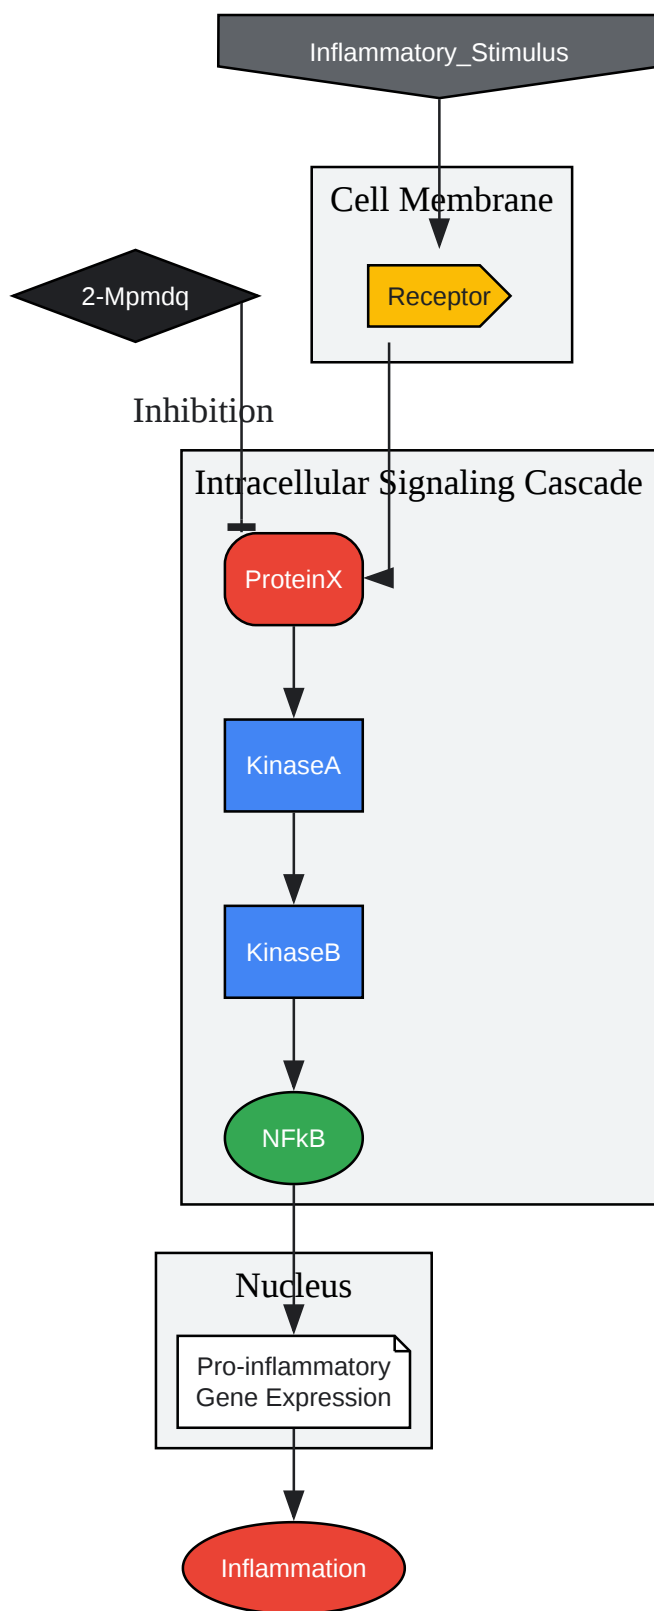 Inflammatory_Stimulus
Cell Membrane
Receptor
2-Mpmdq
Inhibition
Intracellular Signaling Cascade
ProteinX
KinaseA
KinaseB
NFkB
Nucleus
Pro-inflammatory
Gene Expression
Inflammation